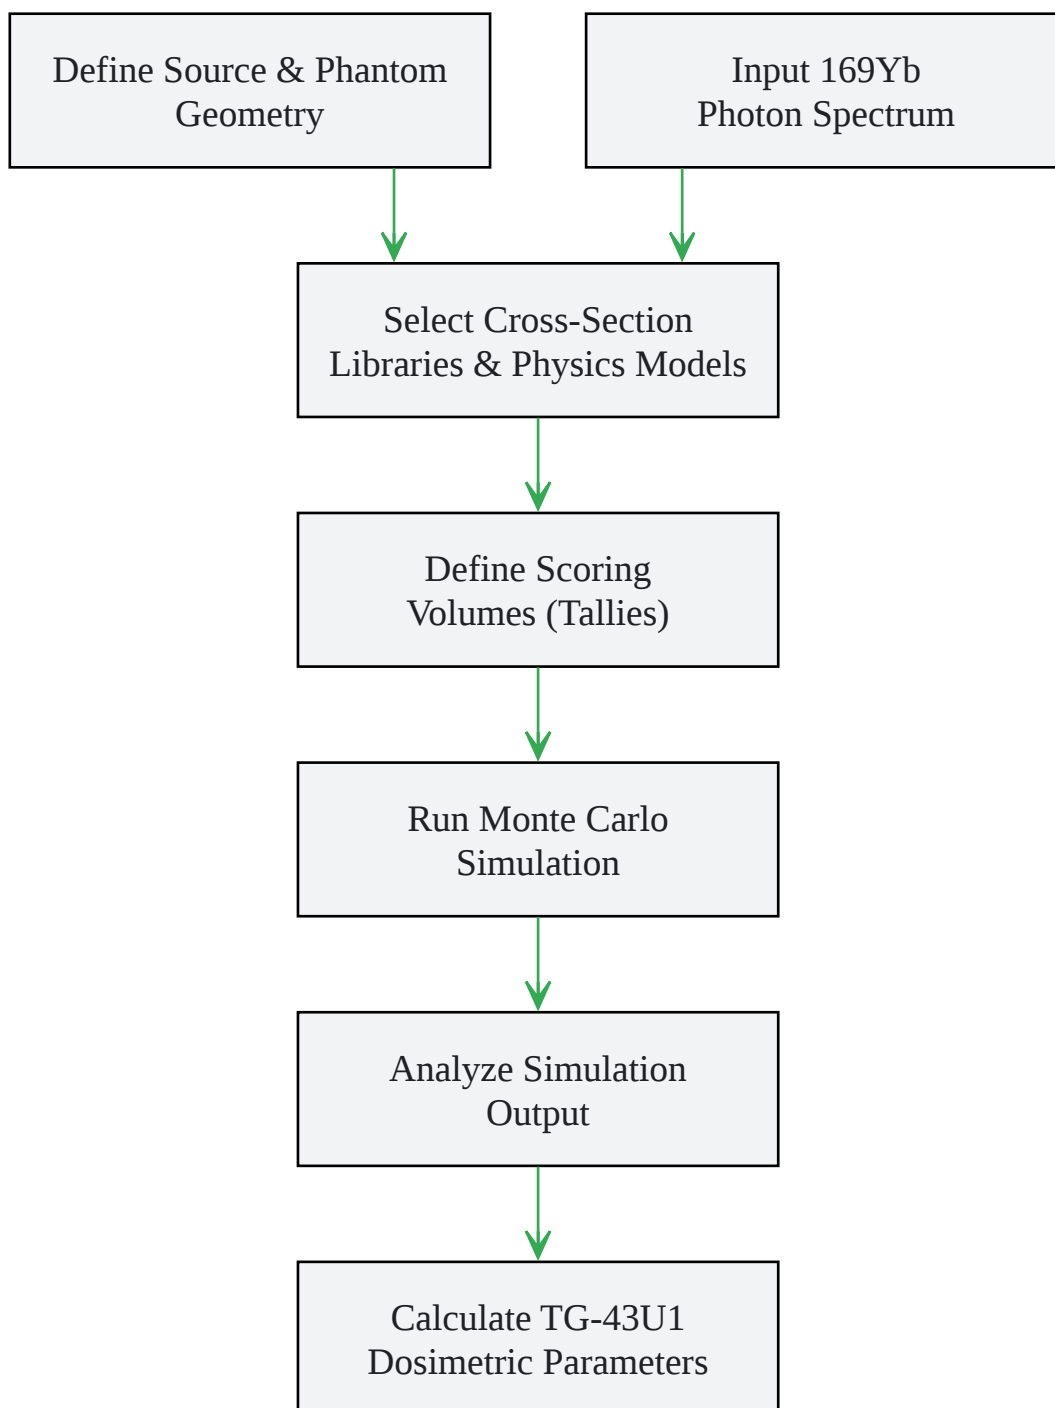 Define Source & Phantom
Geometry
Input 169Yb
Photon Spectrum
Select Cross-Section
Libraries & Physics Models
Define Scoring
Volumes (Tallies)
Run Monte Carlo
Simulation
Analyze Simulation
Output
Calculate TG-43U1
Dosimetric Parameters